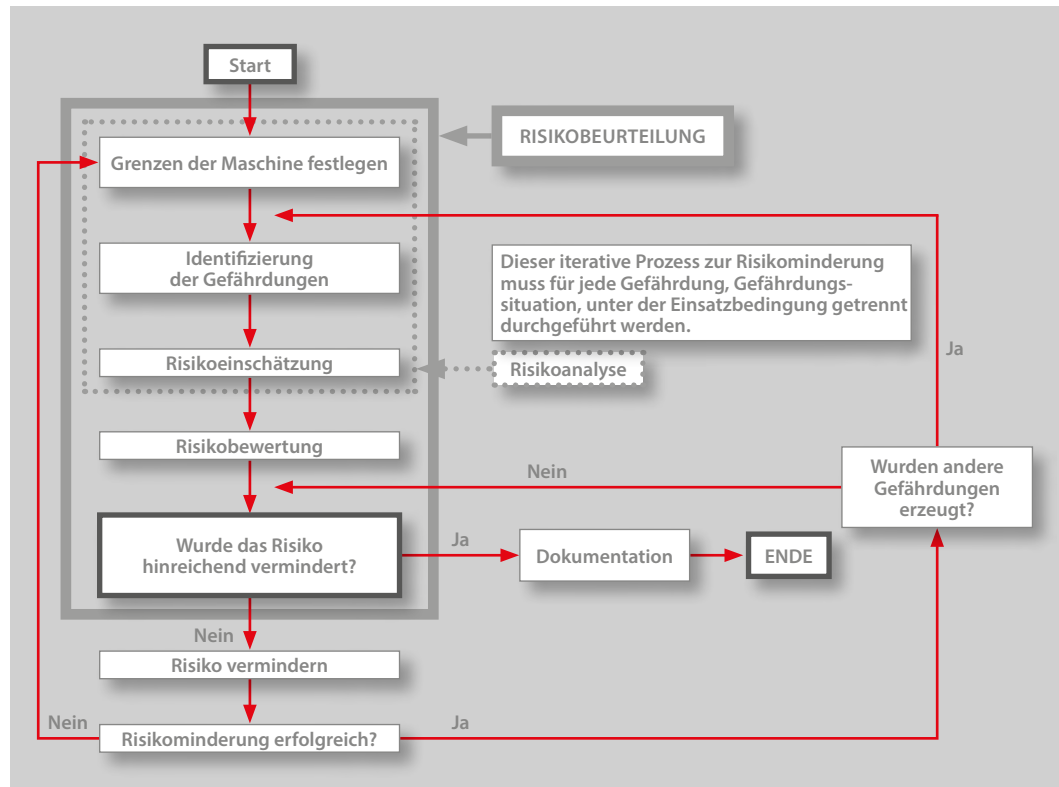 Start
RISIKOBEURTEILUNG
Grenzen der Maschine festlegen
Identifizierung
der Gefährdungen
Dieser iterative Prozess zur Risikominderung
muss für jede Gefährdung, Gefährdungs-
situation, unter der Einsatzbedingung getrennt
durchgeführt werden.
Ja
Risikoeinschätzung
Risikoanalyse
Risikobewertung
Nein
Wurden andere
Gefährdungen
erzeugt?
Wurde das Risiko
hinreichend vermindert?
Ja
Dokumentation
ENDE
Nein
Risiko vermindern
Nein
Risikominderung erfolgreich?
Ja